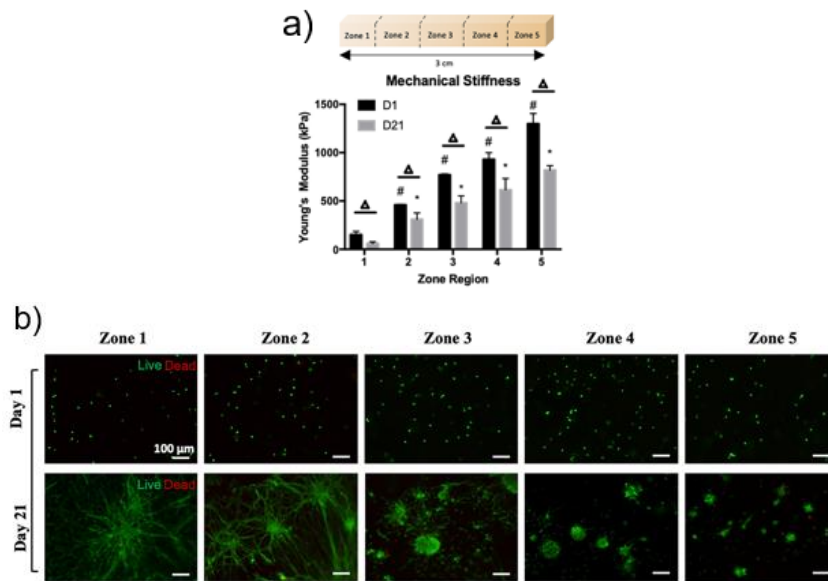 a)
Zone 1 Zone 2 Zone 3 Zone 4 Zone 5
3 cm
Mechanical Stiffness
Δ
D1
D21
Δ Δ Δ Δ
# # # #
* * * *
Young's Modulus (kPa)
1500
1000
500
0
1 2 3 4 5
Zone Region
b)
Zone 1 Zone 2 Zone 3 Zone 4 Zone 5
Day 1
Live Dead
100 µm
Day 21
Live Dead